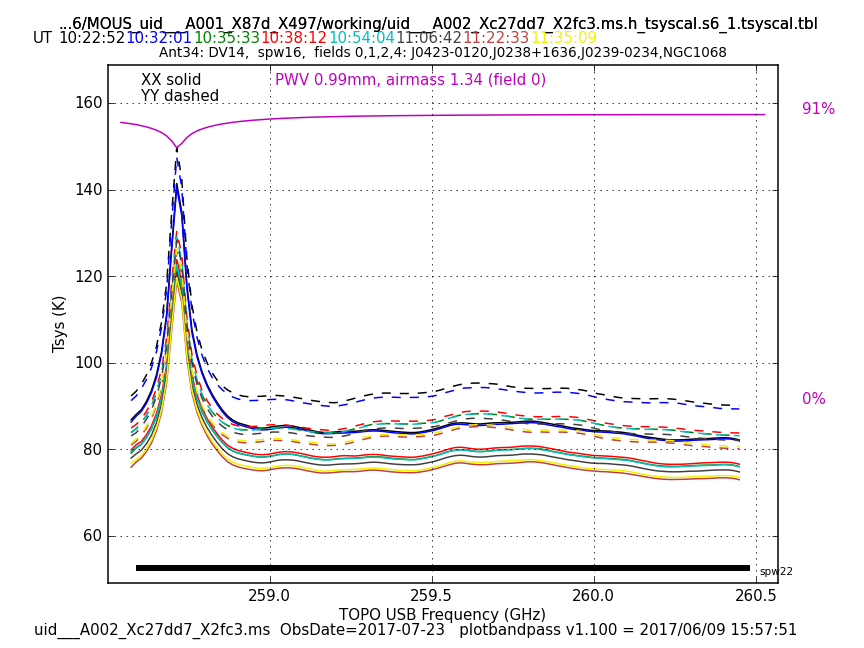 ...6/MOUS_uid___A001_X87d_X497/working/uid___A002_Xc27dd7_X2fc3.ms.h_tsyscal.s6_1.tsyscal.tbl
UT 10:22:52 10:32:01 10:35:33 10:38:12 10:54:04 11:06:42 11:22:33 11:35:09
Ant34: DV14, spw16, fields 0,1,2,4: J0423-0120,J0238+1636,J0239-0234,NGC1068
XX solid PWV 0.99mm, airmass 1.34 (field 0)
YY dashed
160
91%
140
120
Tsys (K)
100
0%
80
60
spw22
259.0 259.5 260.0 260.5
TOPO USB Frequency (GHz)
uid___A002_Xc27dd7_X2fc3.ms ObsDate=2017-07-23 plotbandpass v1.100 = 2017/06/09 15:57:51